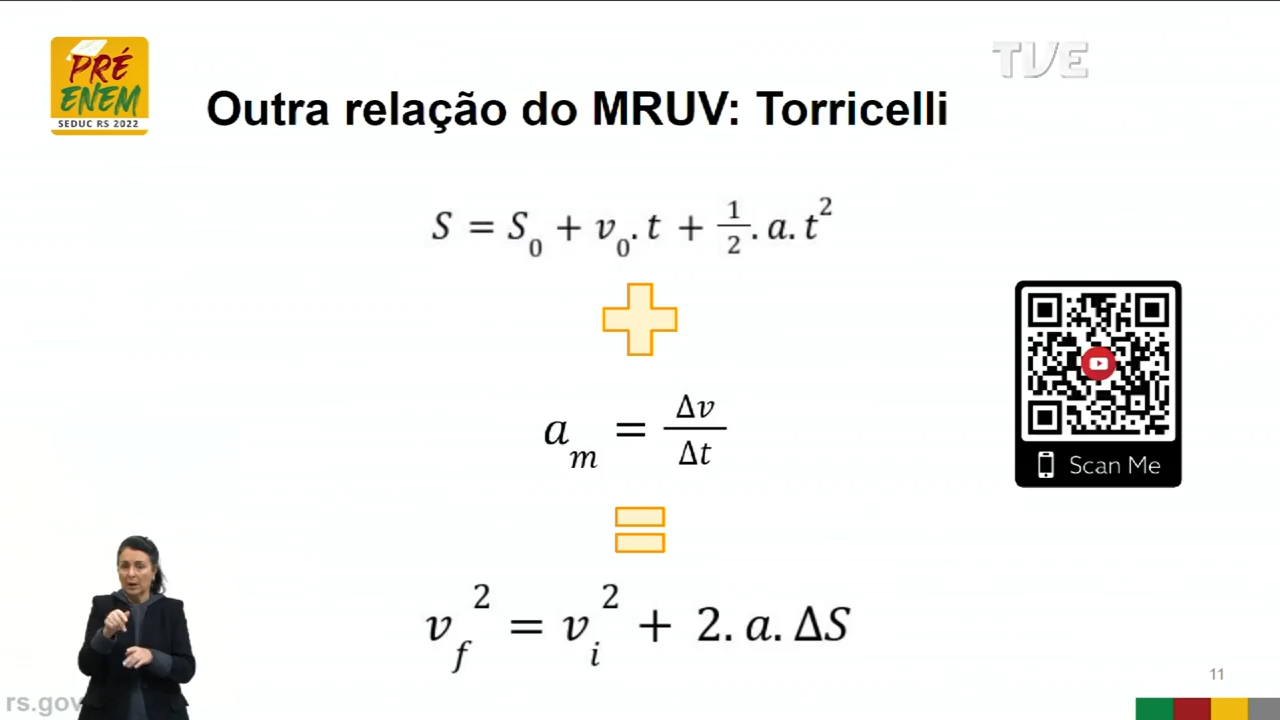 PRÉ
ENEM
SEDUC RS 2022
TVE
Outra relação do MRUV: Torricelli
S = S₀ + v₀. t + 1/2 . a. t²
a_m = Δv/Δt
v_f² = v_i² + 2. a. ΔS
Scan Me
11
rs.gov